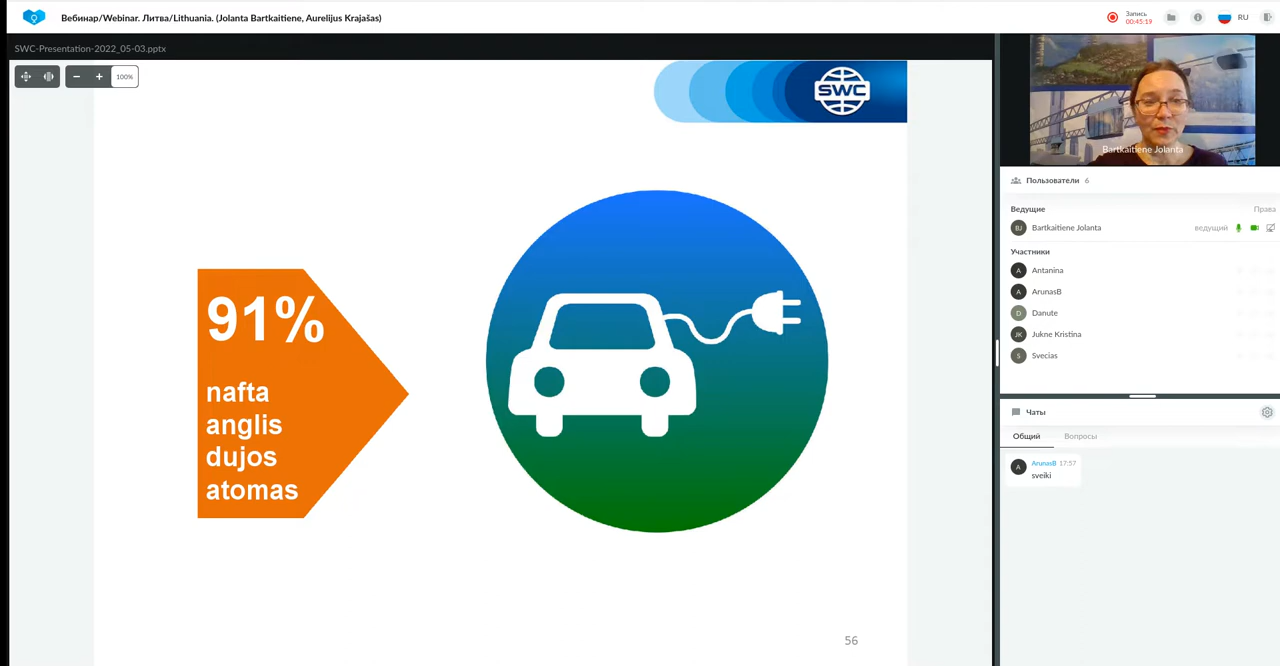 Вебинар/Webinar. Литва/Lithuania. (Jolanta Bartkaitiene, Aurelijus Krajašas)
Запись
00:45:19
RU
SWC-Presentation-2022_05-03.pptx
100%
SWC
91%
nafta
anglis
dujos
atomas
56
Bartkaitiene Jolanta
Пользователи 6
Ведущие Права
BJ Bartkaitiene Jolanta ведущий
Участники
A Antanina
A ArunasB
D Danute
JK Jukne Kristina
S Svecias
Чаты
Общий Вопросы
A ArunasB 17:57
sveiki